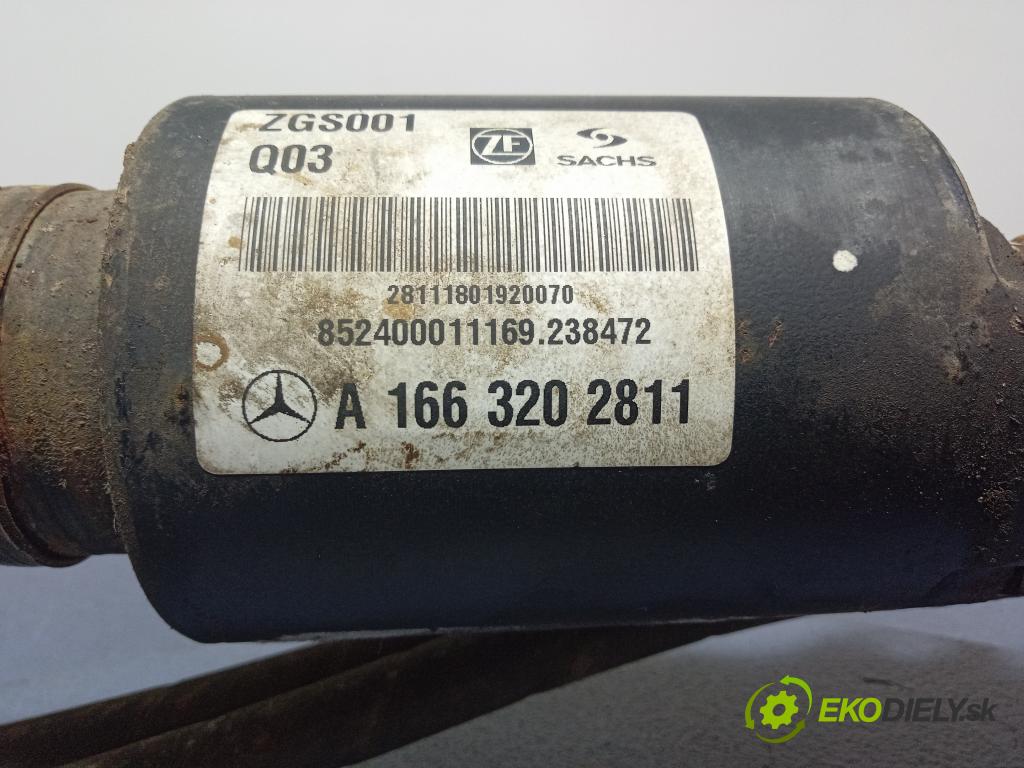 ZGS001
Q03
ZF
SACHS
28111801920070
852400011169.238472
A 166 320 2811
EKODIELY.sk